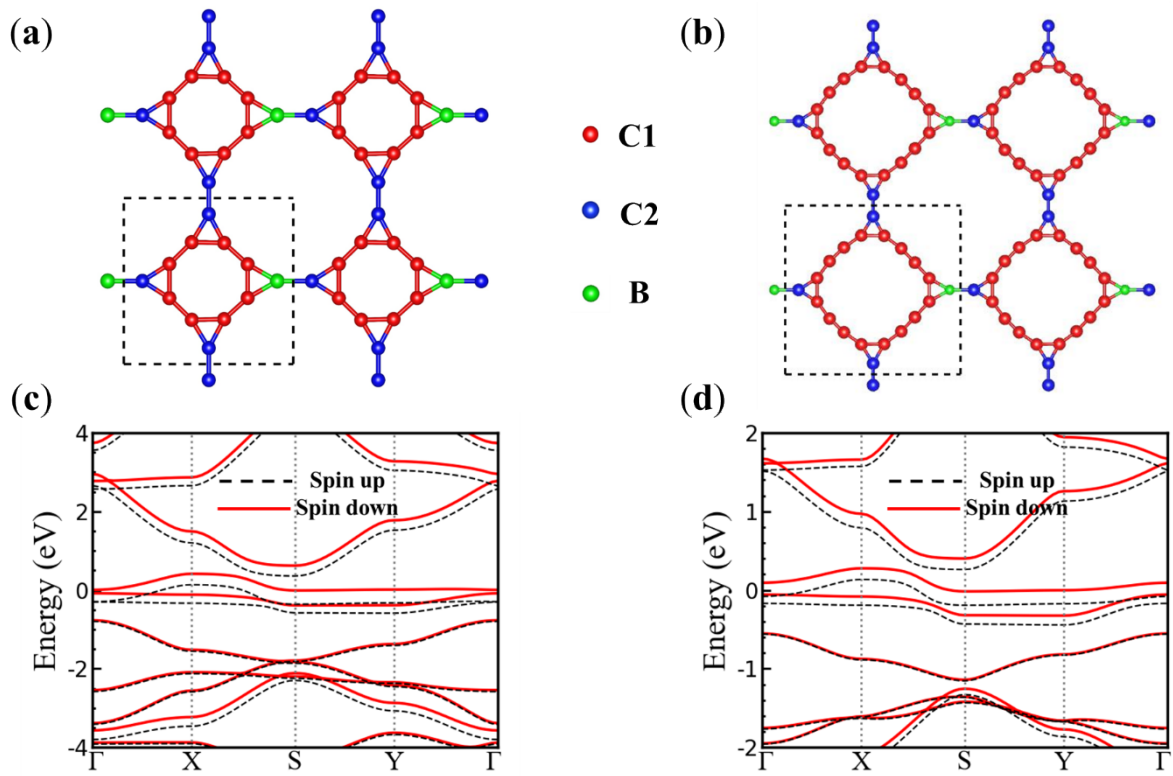 (a)
(b)
C1
C2
B
(c)
(d)
4
2
0
-2
-4
Energy (eV)
Spin up
Spin down
Γ X S Y Γ
2
1
0
-1
-2
Energy (eV)
Spin up
Spin down
Γ X S Y Γ